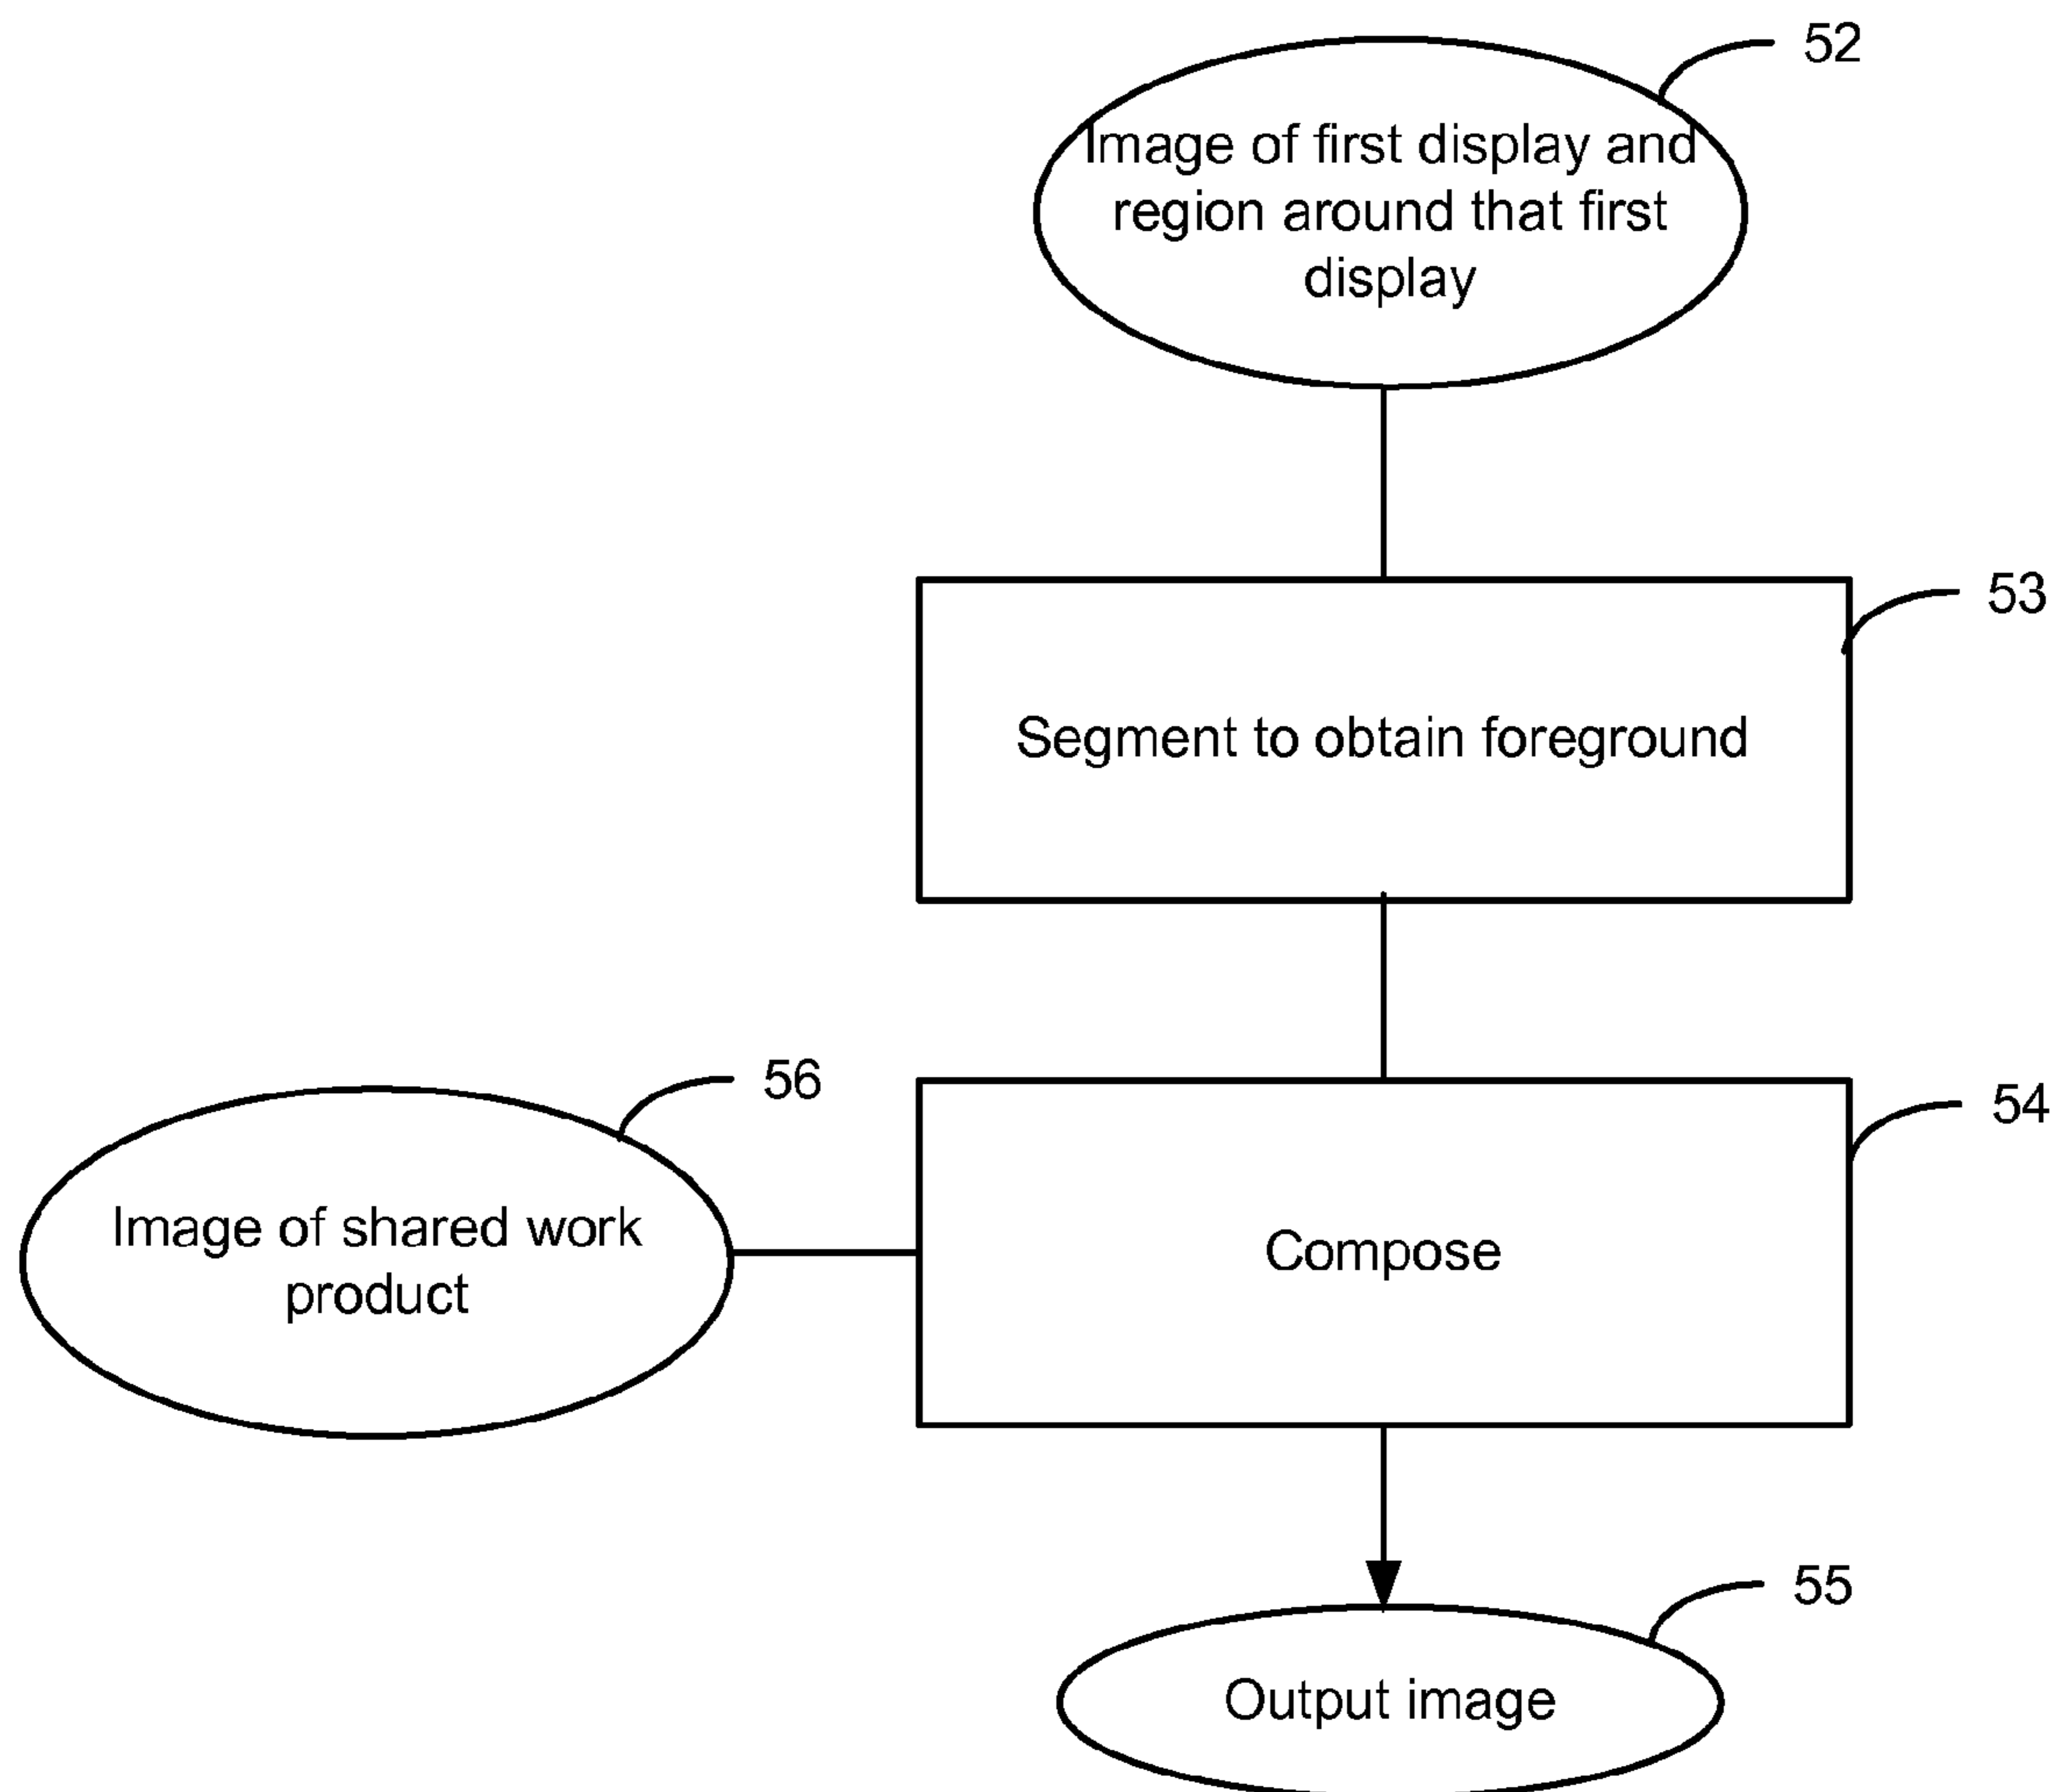 52
Image of first display and
region around that first
display
53
Segment to obtain foreground
56
54
Image of shared work
product
Compose
55
Output image